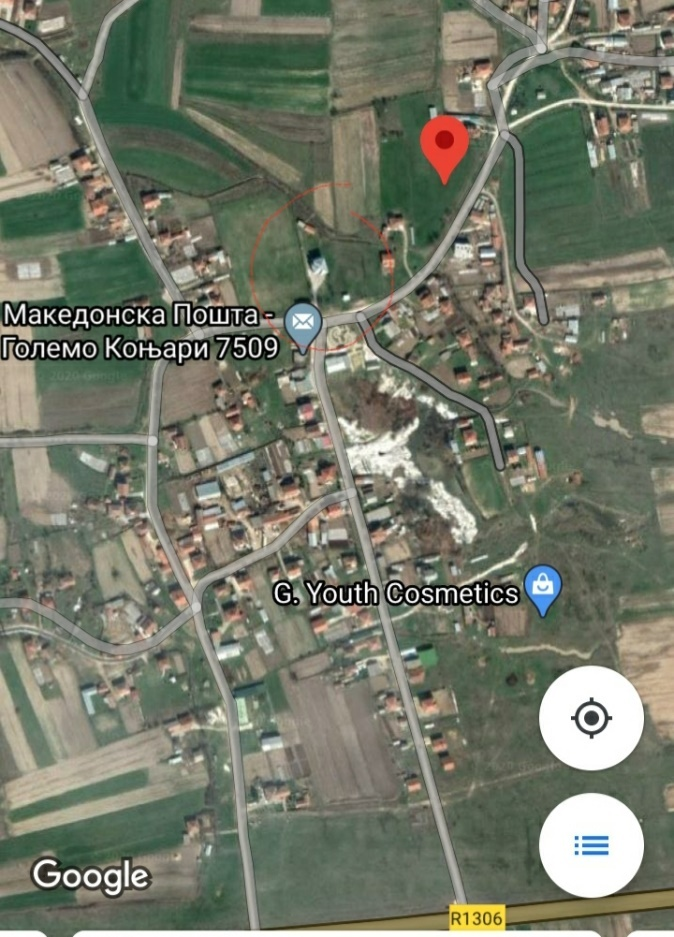 Македонска Пошта -
Големо Коњари 7509
G. Youth Cosmetics
Google
R1306